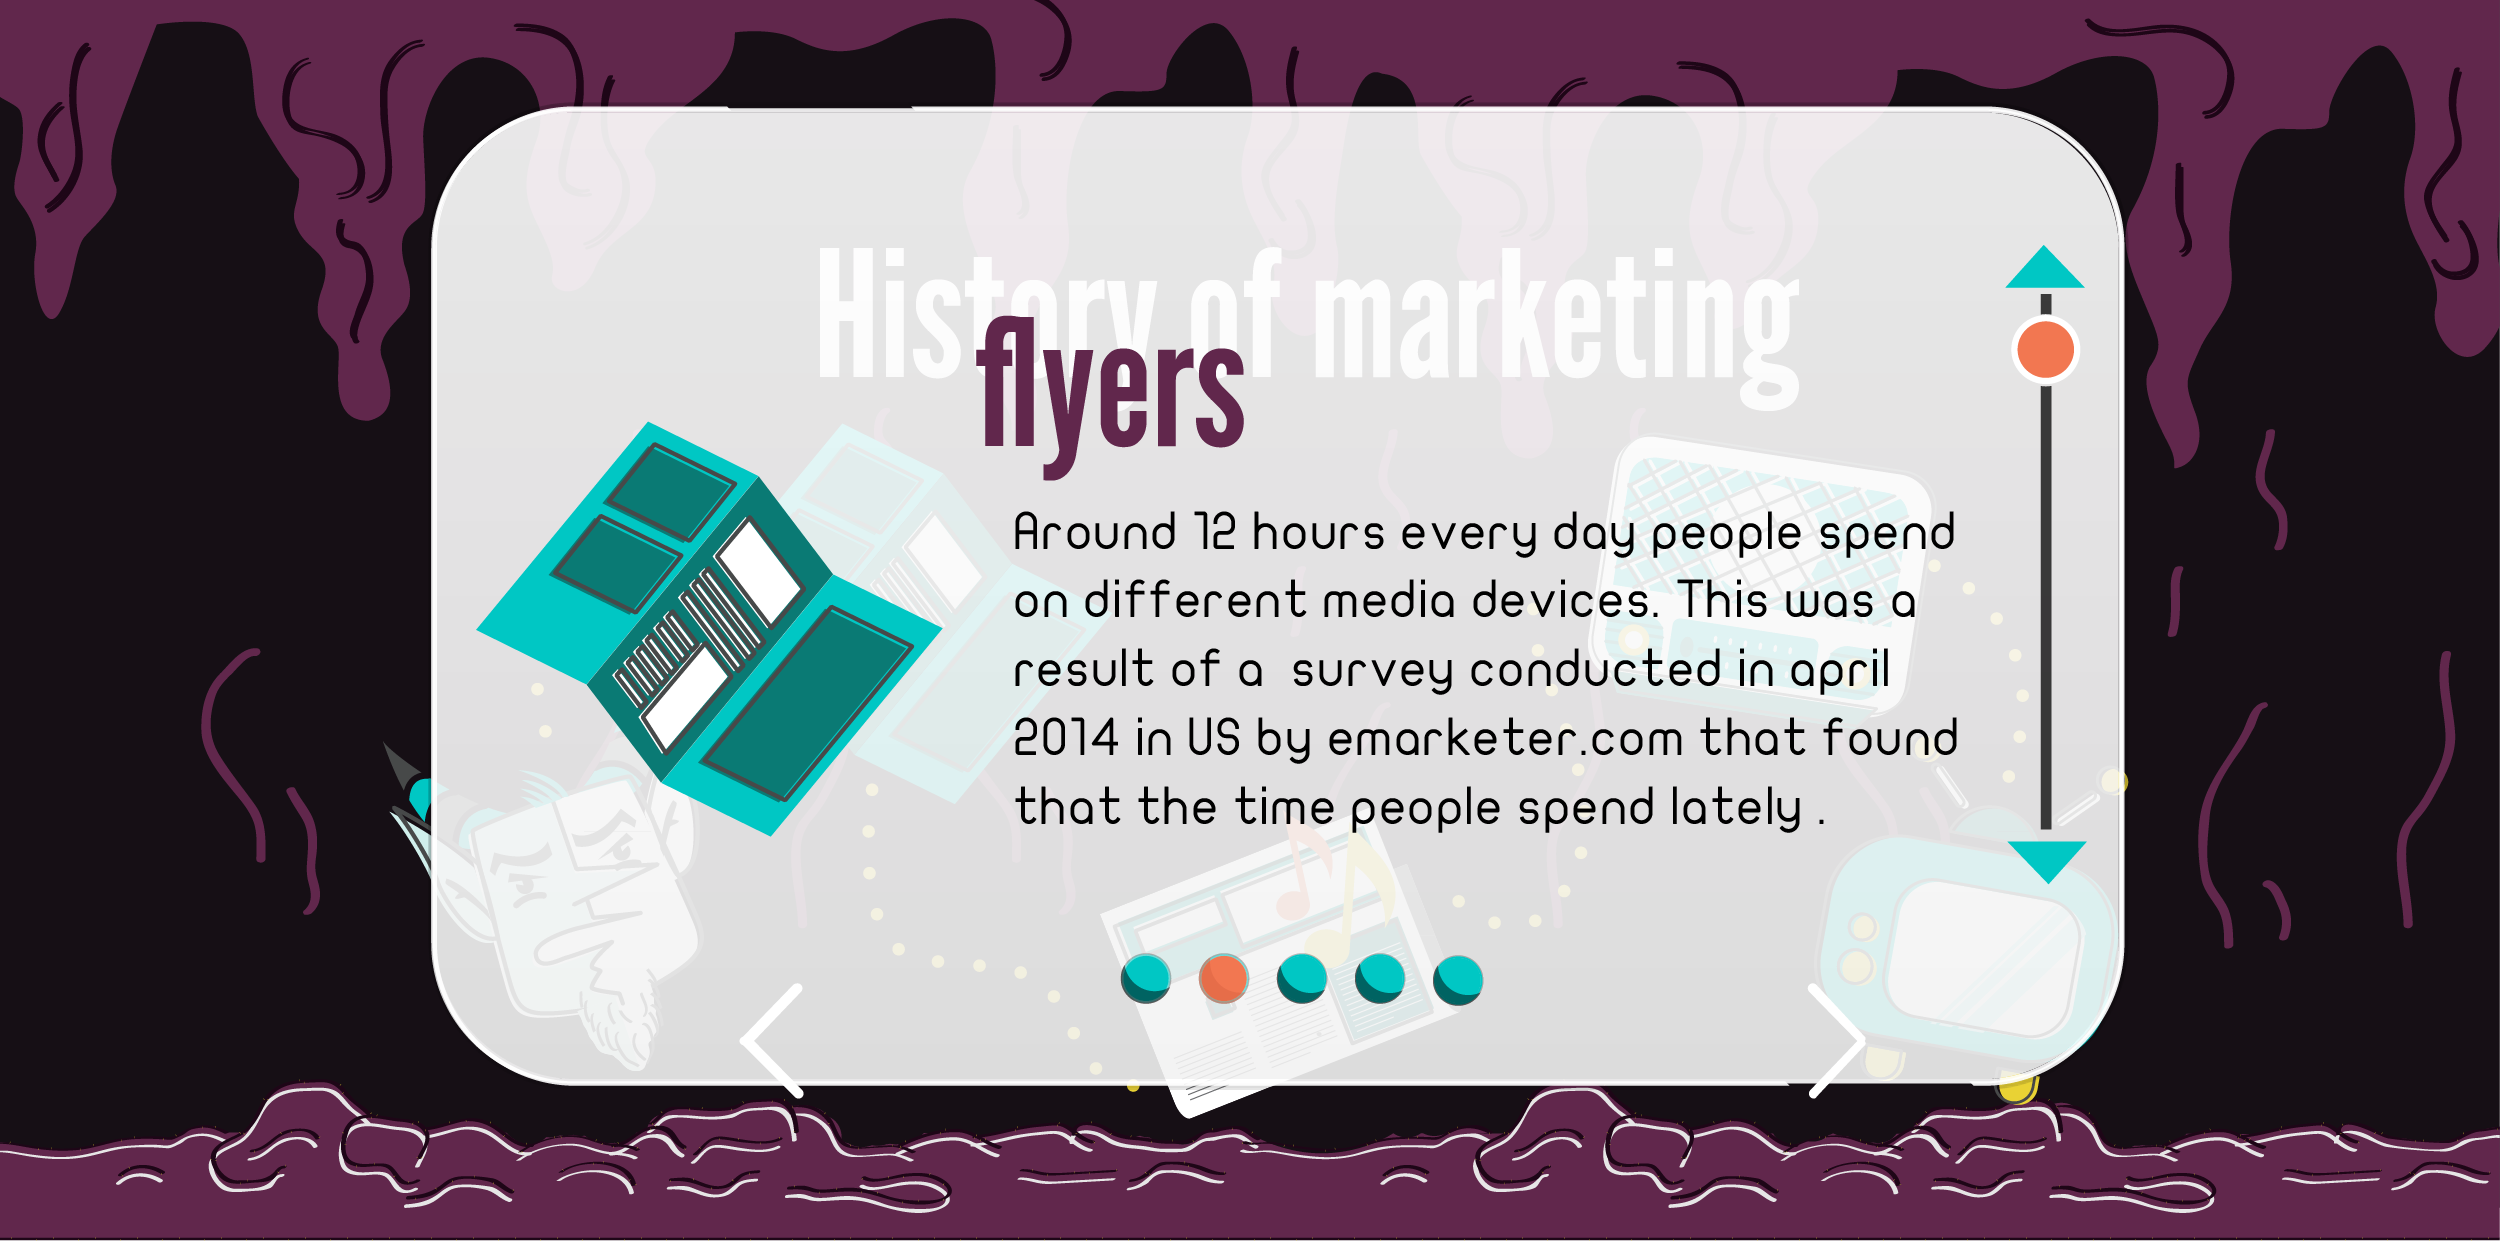 History of marketing
flyers
Around 12 hours every day people spend
on different media devices. This was a
result of a  survey conducted in april
2014 in US by emarketer.com that found
that the time people spend lately .